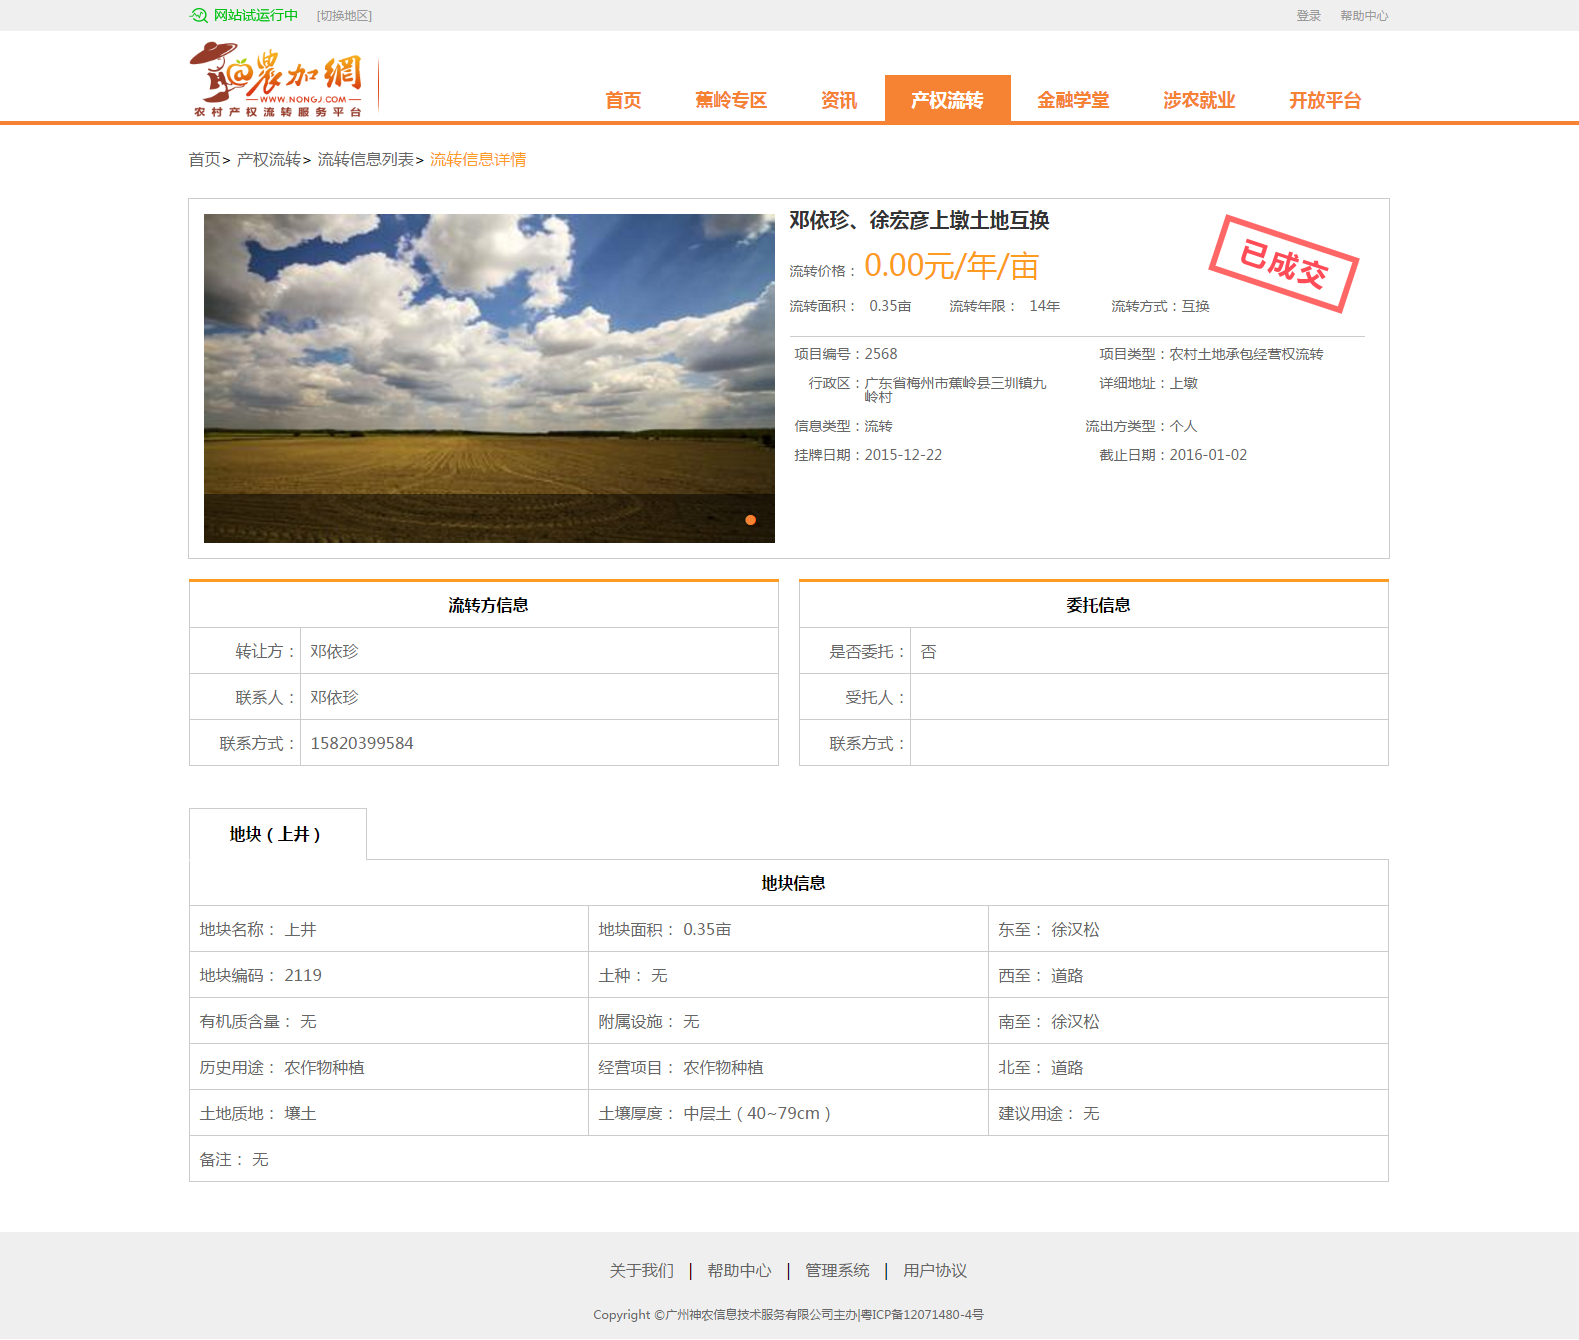 网站试运行中 [切换地区] 登录 帮助中心
@農加網
WWW.NONGJ.COM
农村产权流转服务平台
首页 蕉岭专区 资讯 产权流转 金融学堂 涉农就业 开放平台
首页> 产权流转> 流转信息列表> 流转信息详情
邓依珍、徐宏彦上墩土地互换
已成交
流转价格： 0.00元/年/亩
流转面积： 0.35亩 流转年限： 14年 流转方式：互换
项目编号：2568 项目类型：农村土地承包经营权流转
行政区：广东省梅州市蕉岭县三圳镇九 详细地址：上墩
岭村
信息类型：流转 流出方类型：个人
挂牌日期：2015-12-22 截止日期：2016-01-02
流转方信息
转让方： 邓依珍
联系人： 邓依珍
联系方式： 15820399584
委托信息
是否委托： 否
受托人：
联系方式：
地块（上井）
地块信息
地块名称： 上井 地块面积： 0.35亩 东至： 徐汉松
地块编码： 2119 土种： 无 西至： 道路
有机质含量： 无 附属设施： 无 南至： 徐汉松
历史用途： 农作物种植 经营项目： 农作物种植 北至： 道路
土地质地： 壤土 土壤厚度： 中层土（40~79cm） 建议用途： 无
备注： 无
关于我们 | 帮助中心 | 管理系统 | 用户协议
Copyright ©广州神农信息技术服务有限公司主办|粤ICP备12071480-4号